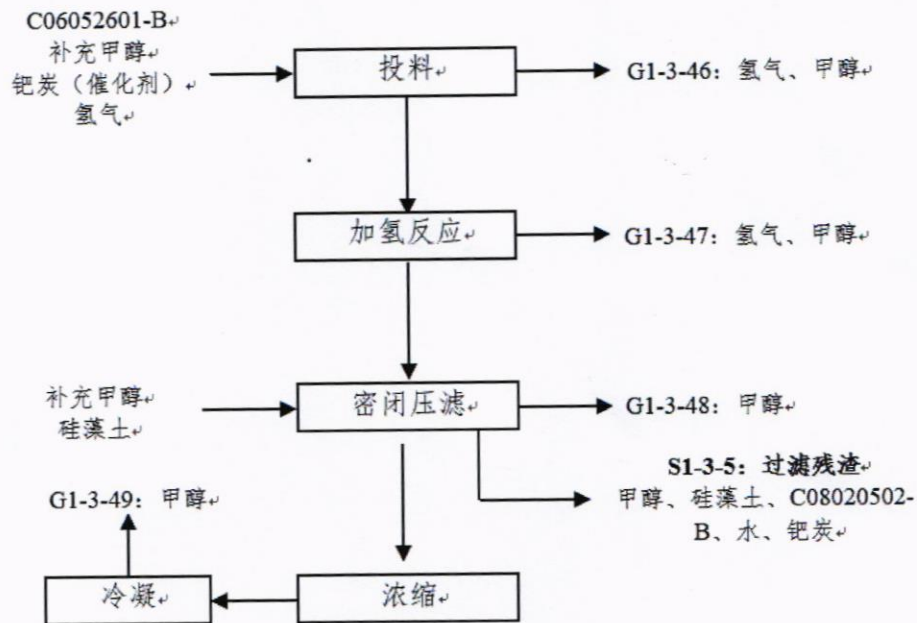 C06052601-B
补充甲醇
钯炭（催化剂）
氢气
投料
G1-3-46：氢气、甲醇
加氢反应
G1-3-47：氢气、甲醇
补充甲醇
硅藻土
密闭压滤
G1-3-48：甲醇
S1-3-5：过滤残渣
甲醇、硅藻土、C08020502-
B、水、钯炭
G1-3-49：甲醇
冷凝
浓缩